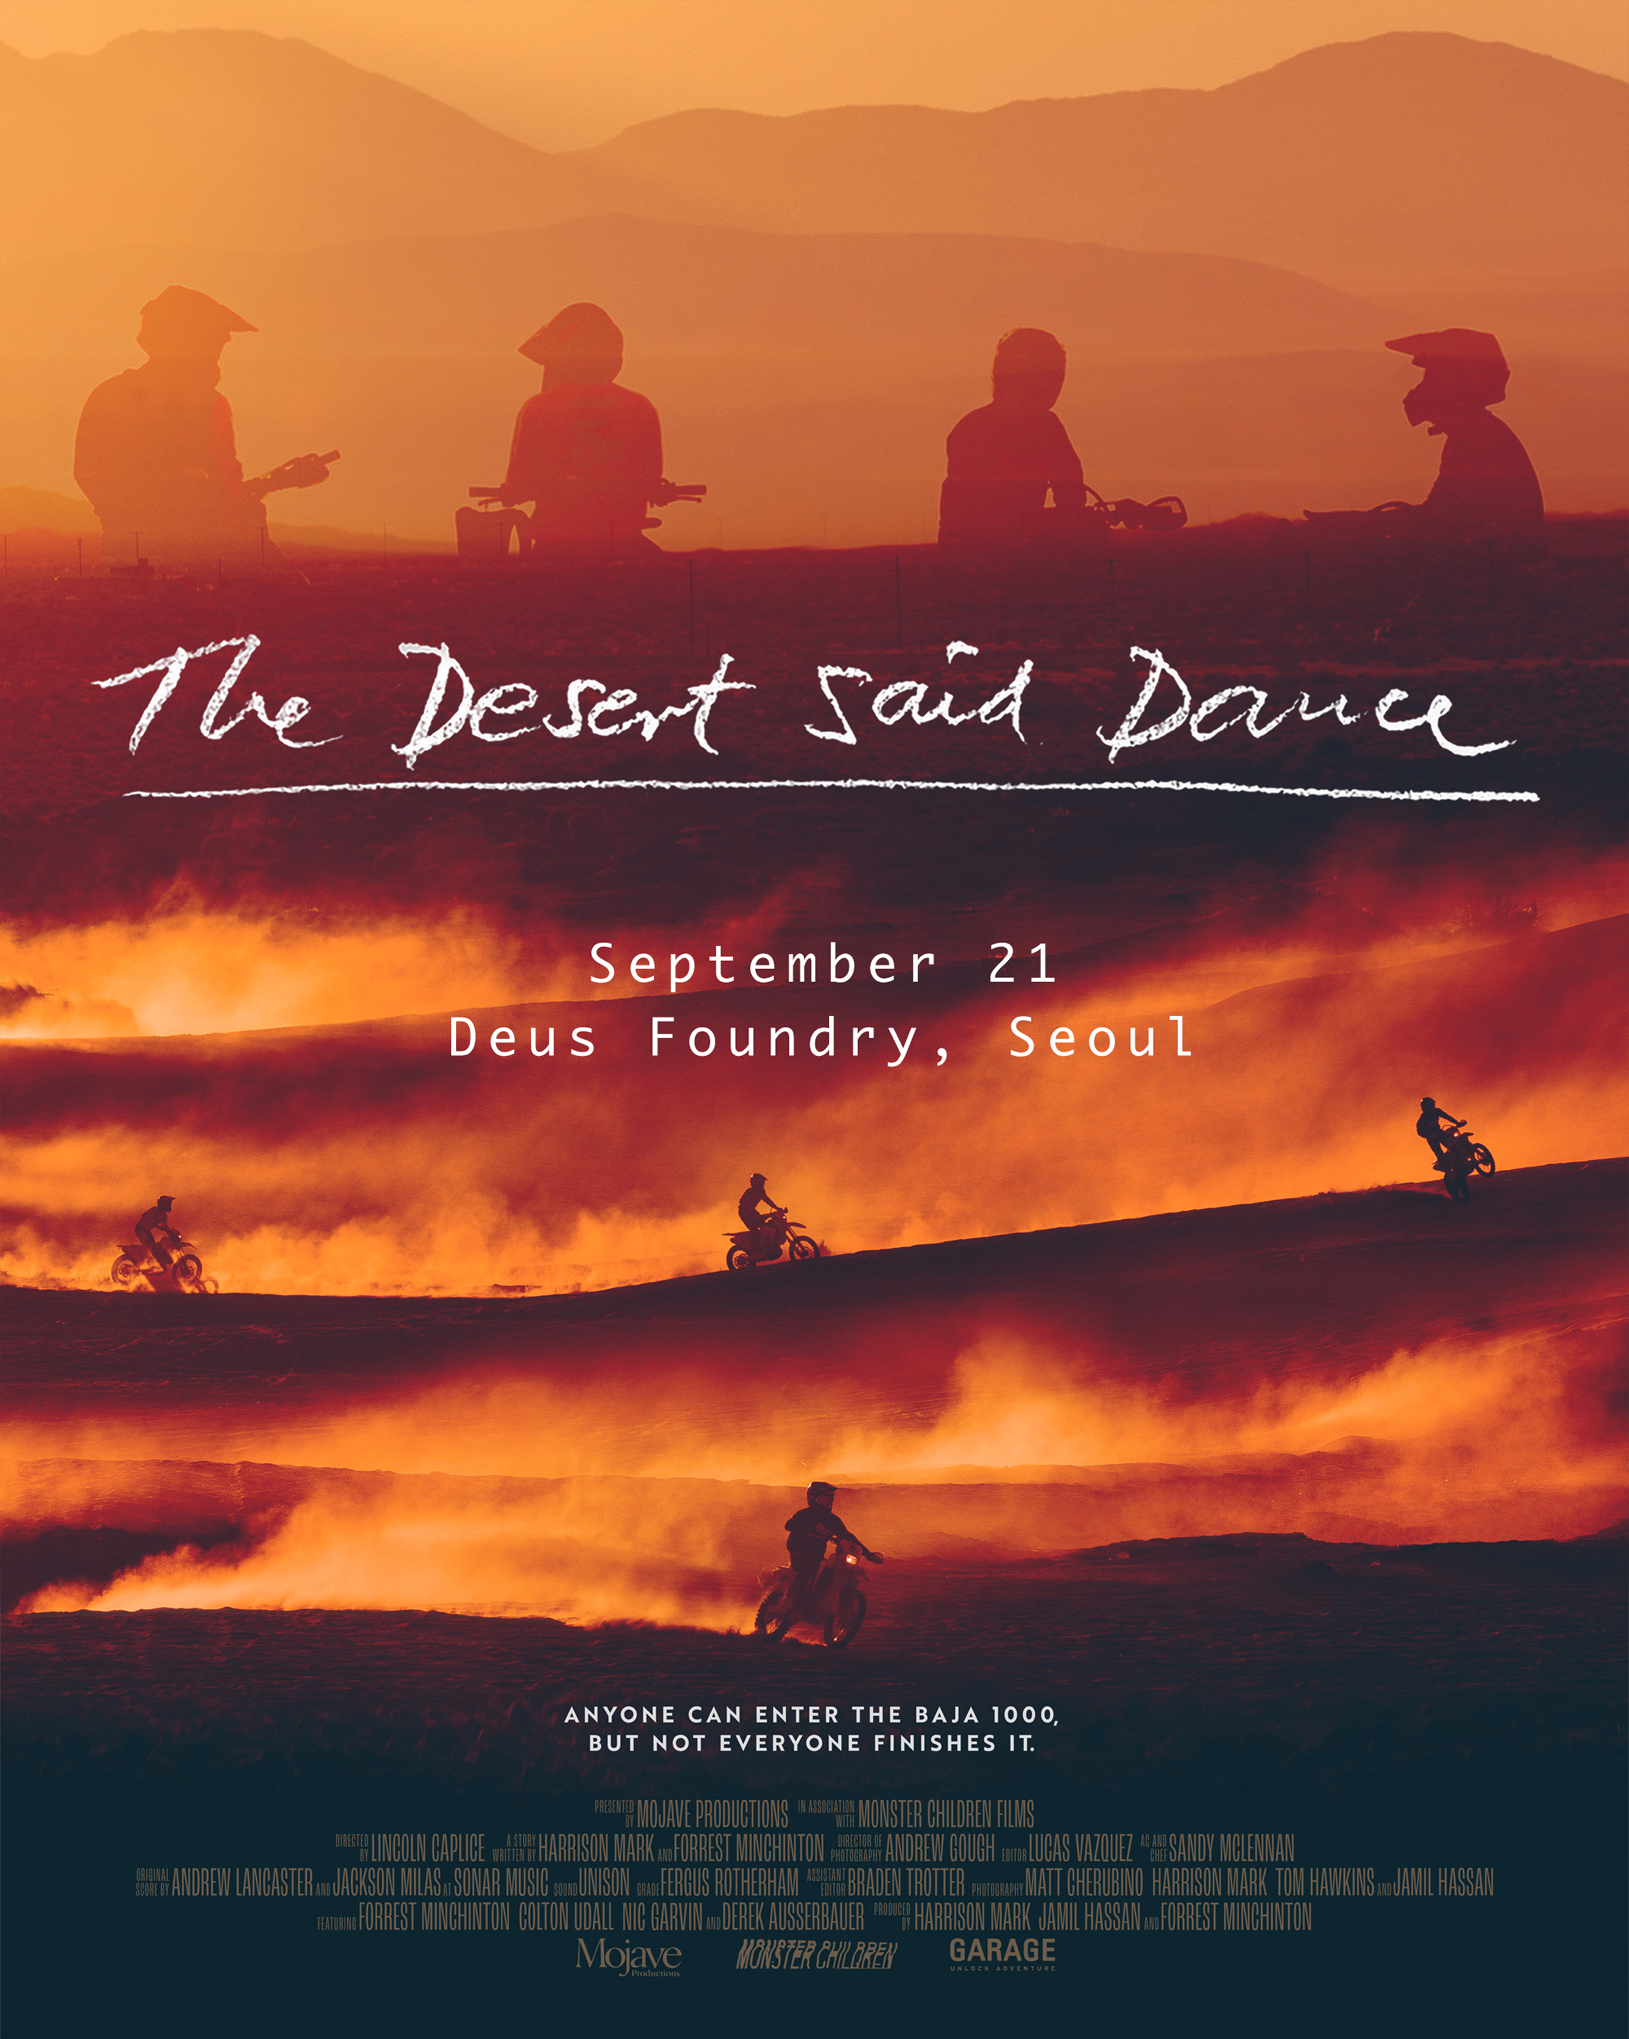 The Desert Said Dance
September 21
Deus Foundry, Seoul
ANYONE CAN ENTER THE BAJA 1000,
BUT NOT EVERYONE FINISHES IT.
PRESENTED BY MOJAVE PRODUCTIONS IN ASSOCIATION WITH MONSTER CHILDREN FILMS
DIRECTED BY LINCOLN CAPLICE A STORY WRITTEN BY HARRISON MARK AND FORREST MINCHINTON DIRECTOR OF PHOTOGRAPHY ANDREW GOUGH EDITOR LUCAS VAZQUEZ AC AND CHEF SANDY MCLENNAN
ORIGINAL SCORE BY ANDREW LANCASTER AND JACKSON MILAS AT SONAR MUSIC SOUND UNISON GRADE FERGUS ROTHERHAM ASSISTANT EDITOR BRADEN TROTTER PHOTOGRAPHY MATT CHERUBINO HARRISON MARK TOM HAWKINS AND JAMIL HASSAN
FEATURING FORREST MINCHINTON COLTON UDALL NIC GARVIN AND DEREK AUSSERBAUER PRODUCED BY HARRISON MARK JAMIL HASSAN AND FORREST MINCHINTON
Mojave Productions MONSTER CHILDREN GARAGE
UNLOCK ADVENTURE